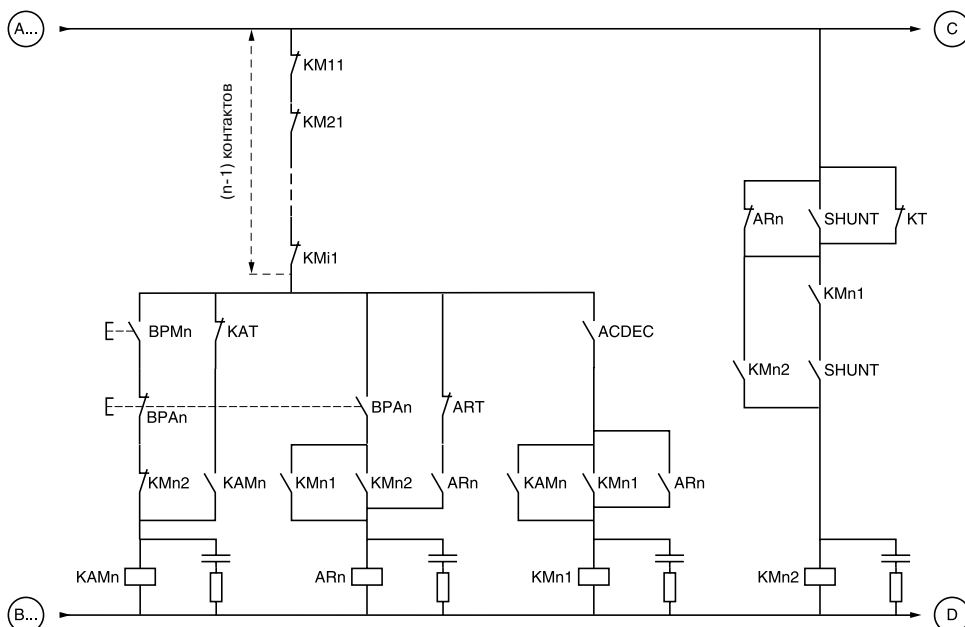 A... C
KM11
KM21
(n-1) контактов
KMi1
ARn SHUNT KT
KMn1
BPMn KAT ACDEC
KMn2 SHUNT
BPAn BPAn ART
KMn2 KAMn KMn1 KMn2 ARn KAMn KMn1 ARn
KAMn ARn KMn1 KMn2
B... D